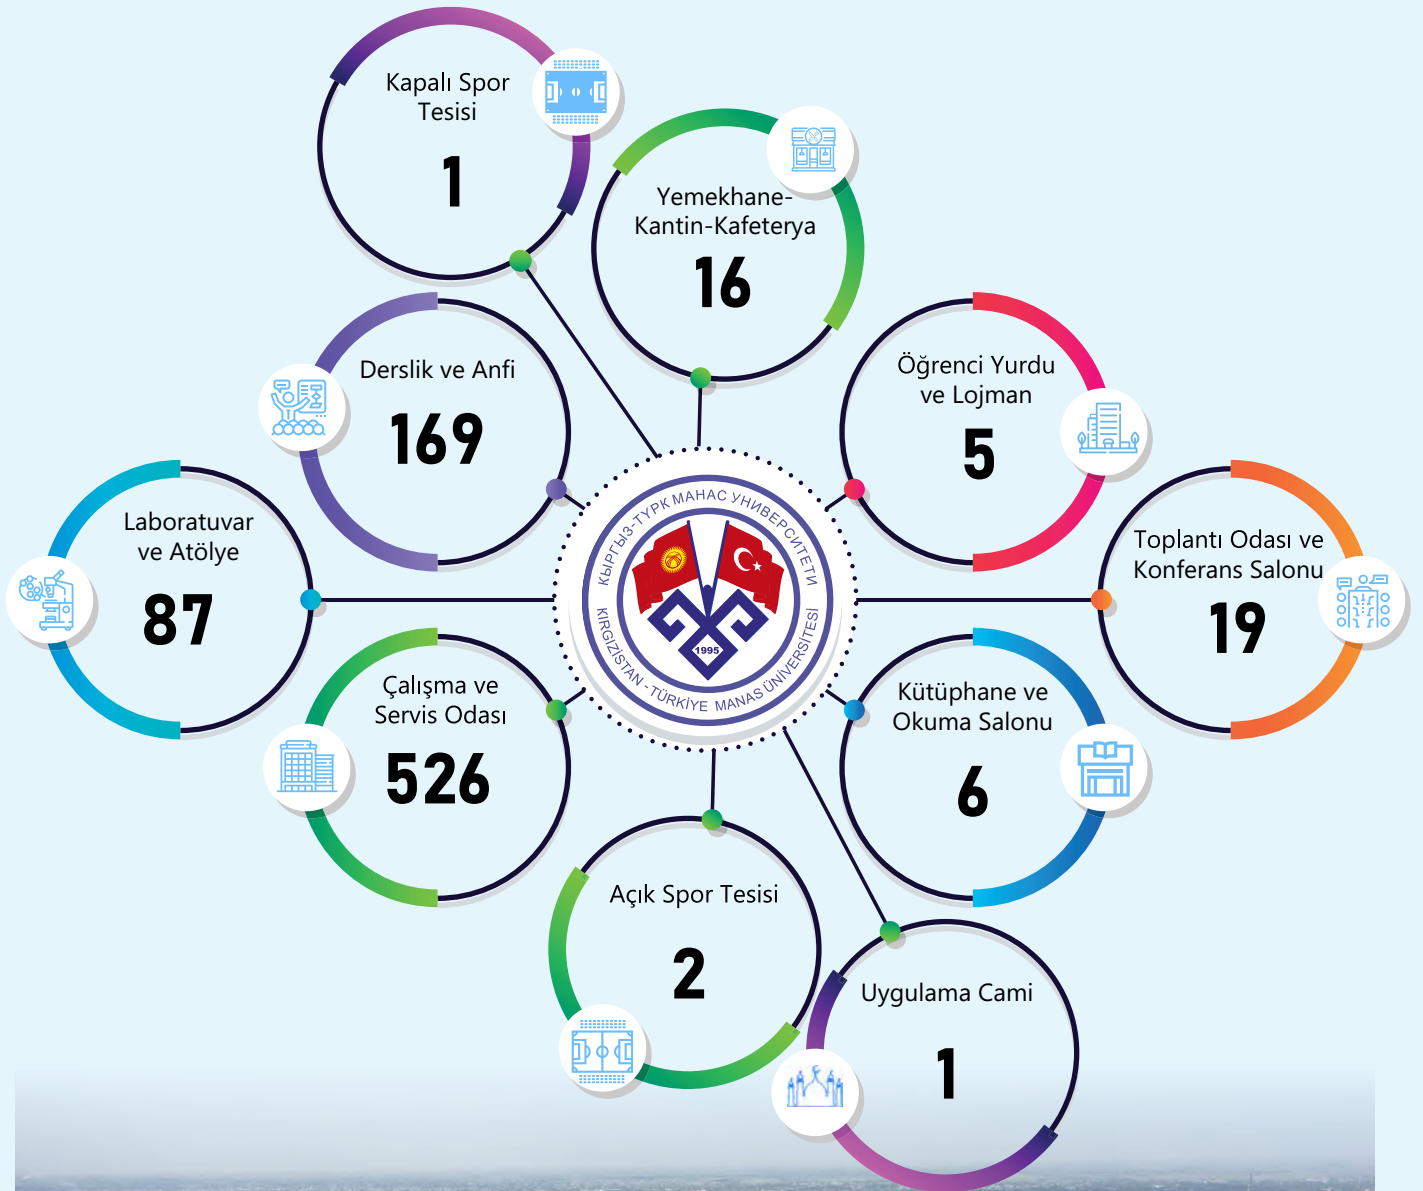 Kapalı Spor
Tesisi
1
Yemekhane-
Kantin-Kafeterya
16
Derslik ve Anfi
169
Öğrenci Yurdu
ve Lojman
5
Laboratuvar
ve Atölye
87
Toplantı Odası ve
Konferans Salonu
19
КЫРГЫЗ-ТҮРК МАНАС УНИВЕРСИТЕТИ
1995
KIRGIZİSTAN - TÜRKİYE MANAS ÜNİVERSİTESİ
Çalışma ve
Servis Odası
526
Kütüphane ve
Okuma Salonu
6
Açık Spor Tesisi
2
Uygulama Cami
1